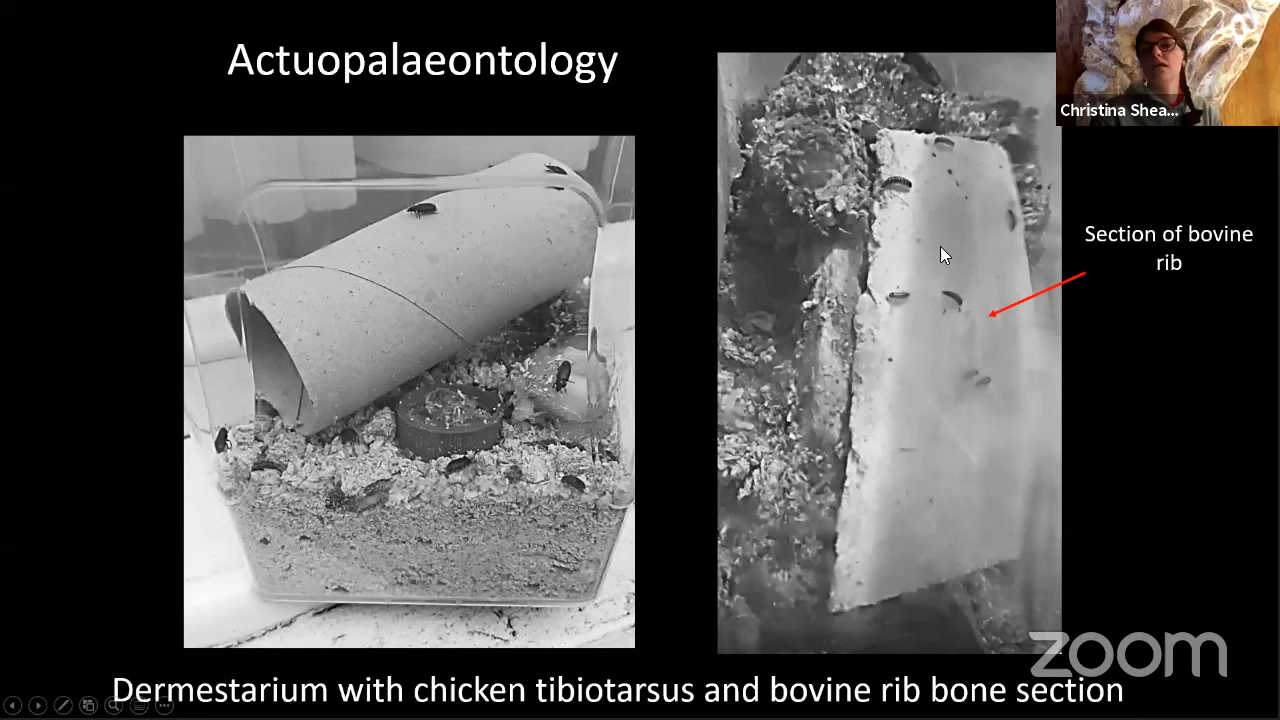 Actuopalaeontology
Christina Shea...
Section of bovine
rib
zoom
Dermestarium with chicken tibiotarsus and bovine rib bone section